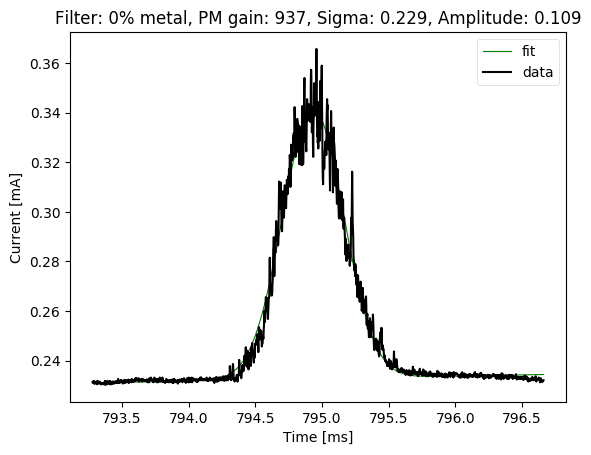 Filter: 0% metal, PM gain: 937, Sigma: 0.229, Amplitude: 0.109
fit
data
0.36
0.34
0.32
0.30
0.28
0.26
0.24
Current [mA]
793.5 794.0 794.5 795.0 795.5 796.0 796.5
Time [ms]